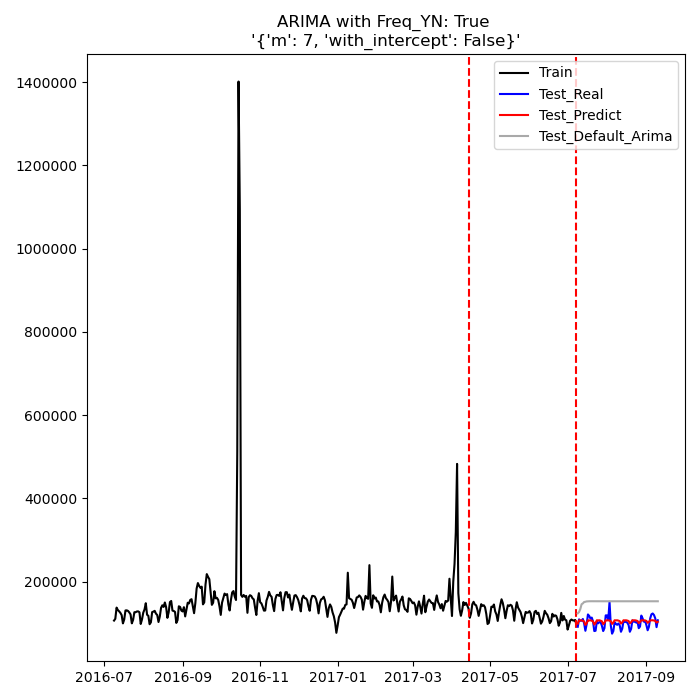 ARIMA with Freq_YN: True
'{'m': 7, 'with_intercept': False}'
Train
Test_Real
Test_Predict
Test_Default_Arima
1400000
1200000
1000000
800000
600000
400000
200000
2016-07 2016-09 2016-11 2017-01 2017-03 2017-05 2017-07 2017-09